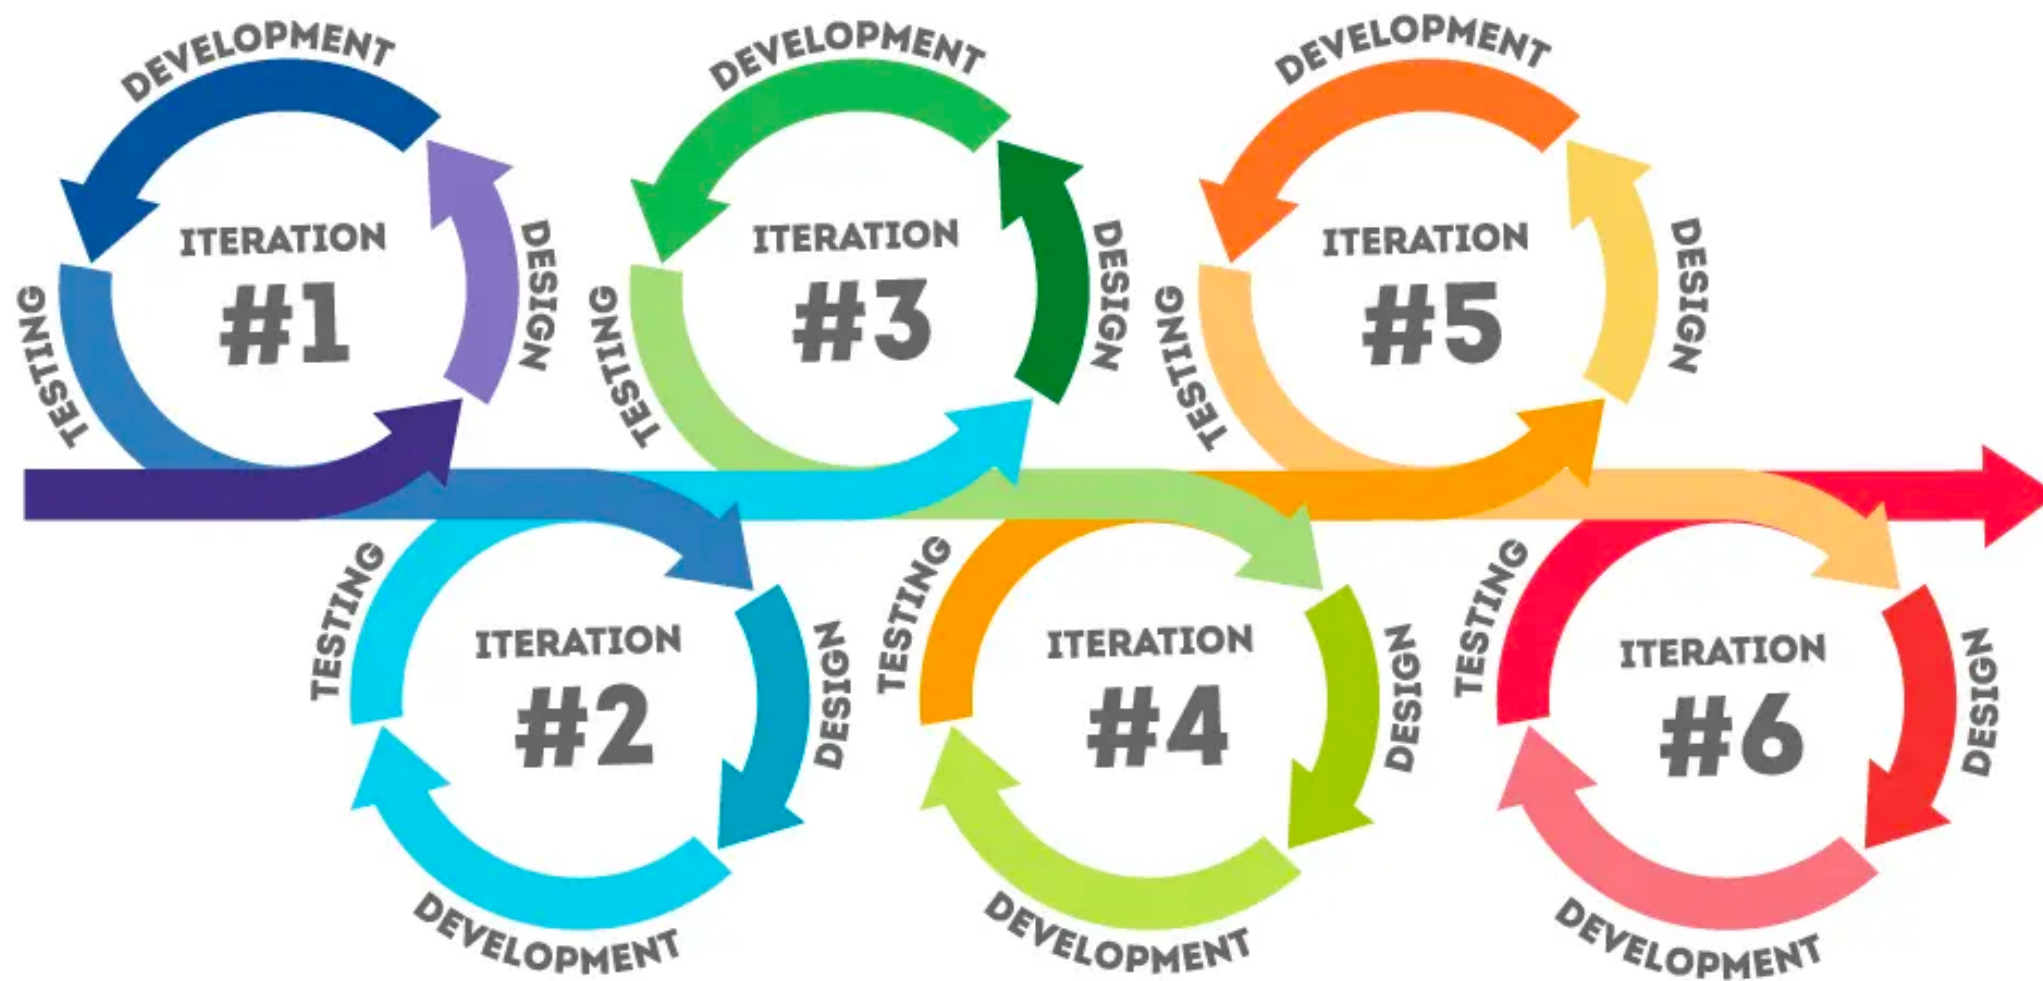 DEVELOPMENT
ITERATION
#1
DESIGN
TESTING
DEVELOPMENT
ITERATION
#3
DESIGN
TESTING
DEVELOPMENT
ITERATION
#5
DESIGN
TESTING
TESTING
ITERATION
#2
DESIGN
DEVELOPMENT
TESTING
ITERATION
#4
DESIGN
DEVELOPMENT
TESTING
ITERATION
#6
DESIGN
DEVELOPMENT